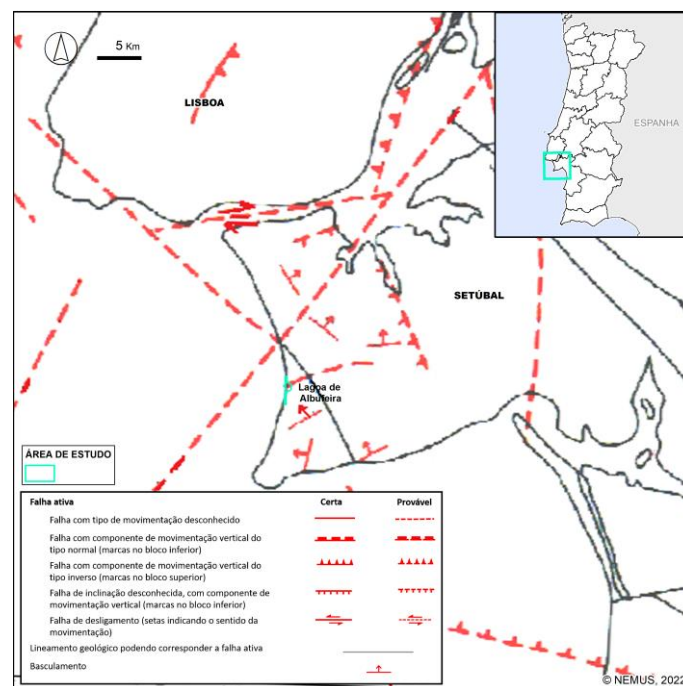 5 Km
LISBOA
ESPANHA
SETÚBAL
Lagoa de
Albufeira
ÁREA DE ESTUDO
Falha ativa
Certa
Provável
Falha com tipo de movimentação desconhecido
Falha com componente de movimentação vertical do
tipo normal (marcas no bloco inferior)
Falha com componente de movimentação vertical do
tipo inverso (marcas no bloco superior)
Falha de inclinação desconhecida, com componente de
movimentação vertical (marcas no bloco inferior)
Falha de desligamento (setas indicando o sentido da
movimentação)
Lineamento geológico podendo corresponder a falha ativa
Basculamento
© NEMUS, 2022